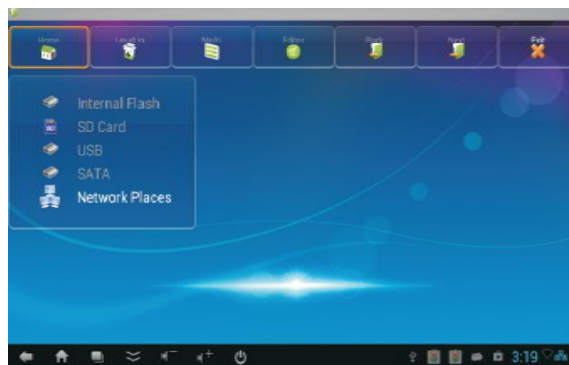 Home Level Up Multi Editor Back Next Exit
Internal Flash
SD Card
USB
SATA
Network Places
3:19